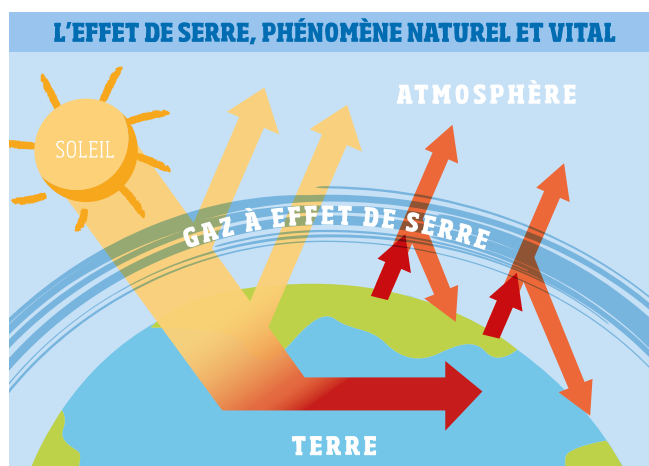 L'EFFET DE SERRE, PHÉNOMÈNE NATUREL ET VITAL
ATMOSPHÈRE
SOLEIL
GAZ À EFFET DE SERRE
TERRE